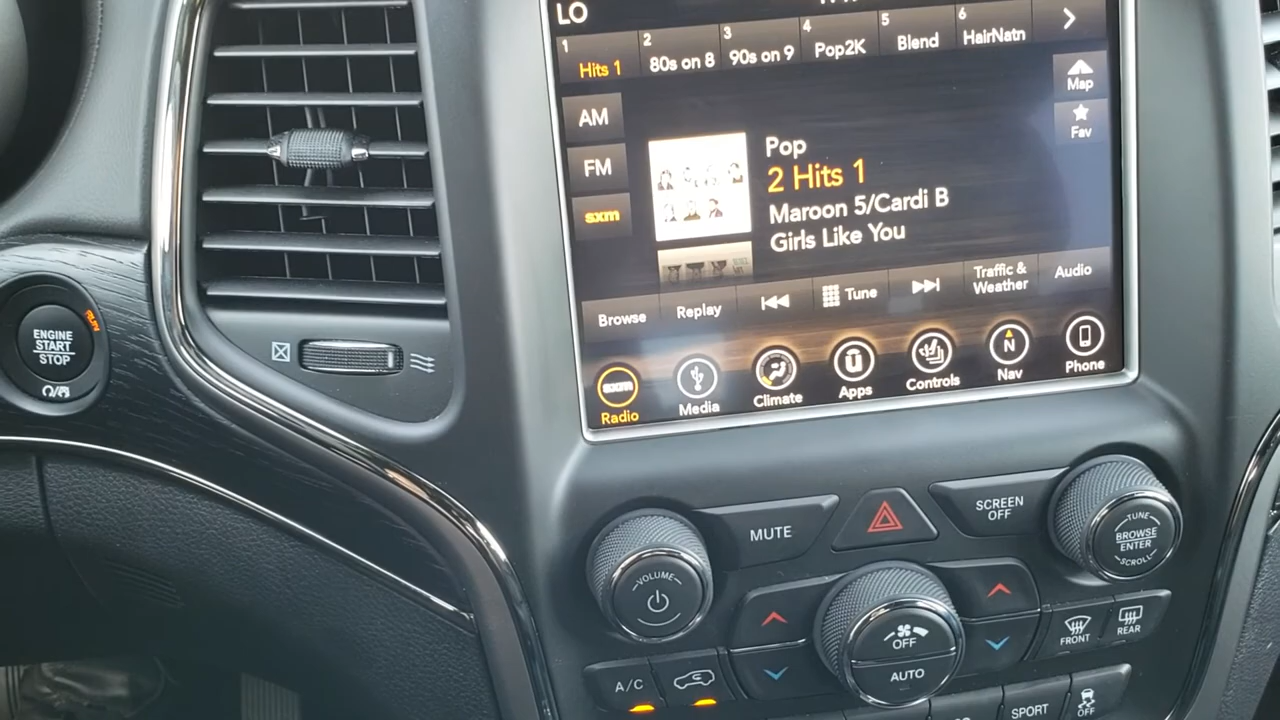 LO
1 Hits 1
2 80s on 8
3 90s on 9
4 Pop2K
5 Blend
6 HairNatn
AM
FM
sxm
Map
Fav
Pop
2 Hits 1
Maroon 5/Cardi B
Girls Like You
Browse
Replay
Tune
Traffic &
Weather
Audio
sxm
Radio
Media
Climate
U
Apps
Controls
N
Nav
Phone
ENGINE
START
STOP
RUN
MUTE
SCREEN
OFF
VOLUME
TUNE
BROWSE
ENTER
SCROLL
OFF
AUTO
FRONT
REAR
A/C
SPORT
OFF